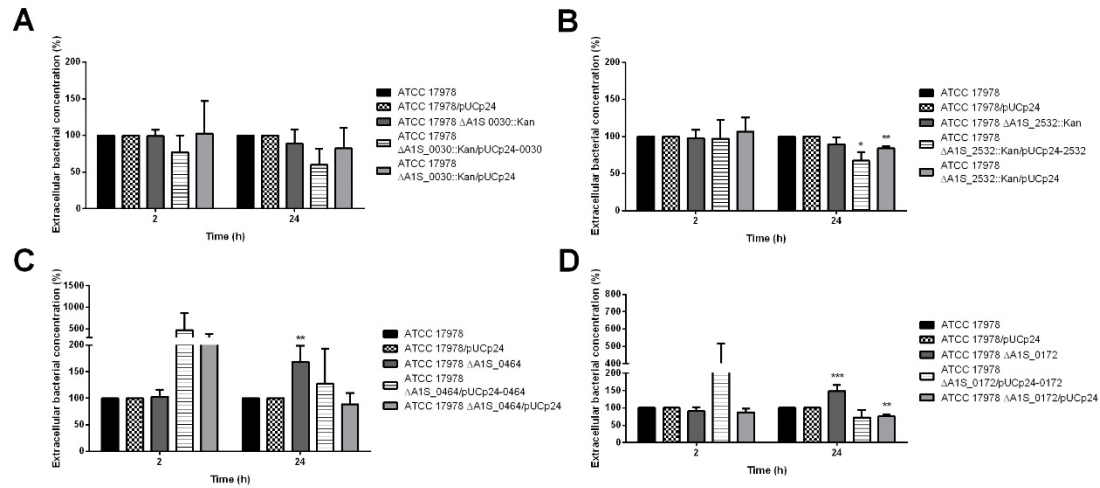 A
Extracellular bacterial concentration (%)
200
150
100
50
0
2
24
Time (h)
ATCC 17978
ATCC 17978/pUCp24
ATCC 17978 ΔA1S 0030::Kan
ATCC 17978
ΔA1S_0030::Kan/pUCp24-0030
ATCC 17978
ΔA1S_0030::Kan/pUCp24
B
Extracellular bacterial concentration (%)
200
150
100
50
0
2
24
*
**
Time (h)
ATCC 17978
ATCC 17978/pUCp24
ATCC 17978 ΔA1S_2532::Kan
ATCC 17978
ΔA1S_2532::Kan/pUCp24-2532
ATCC 17978
ΔA1S_2532::Kan/pUCp24
C
Extracellular bacterial concentration (%)
1500
1000
500
200
150
100
50
0
2
24
**
Time (h)
ATCC 17978
ATCC 17978/pUCp24
ATCC 17978 ΔA1S_0464
ATCC 17978
ΔA1S_0464/pUCp24-0464
ATCC 17978 ΔA1S_0464/pUCp24
D
Extracellular bacterial concentration (%)
800
600
400
200
150
100
50
0
2
24
***
**
Time (h)
ATCC 17978
ATCC 17978/pUCp24
ATCC 17978 ΔA1S_0172
ATCC 17978
ΔA1S_0172/pUCp24-0172
ATCC 17978 ΔA1S_0172/pUCp24